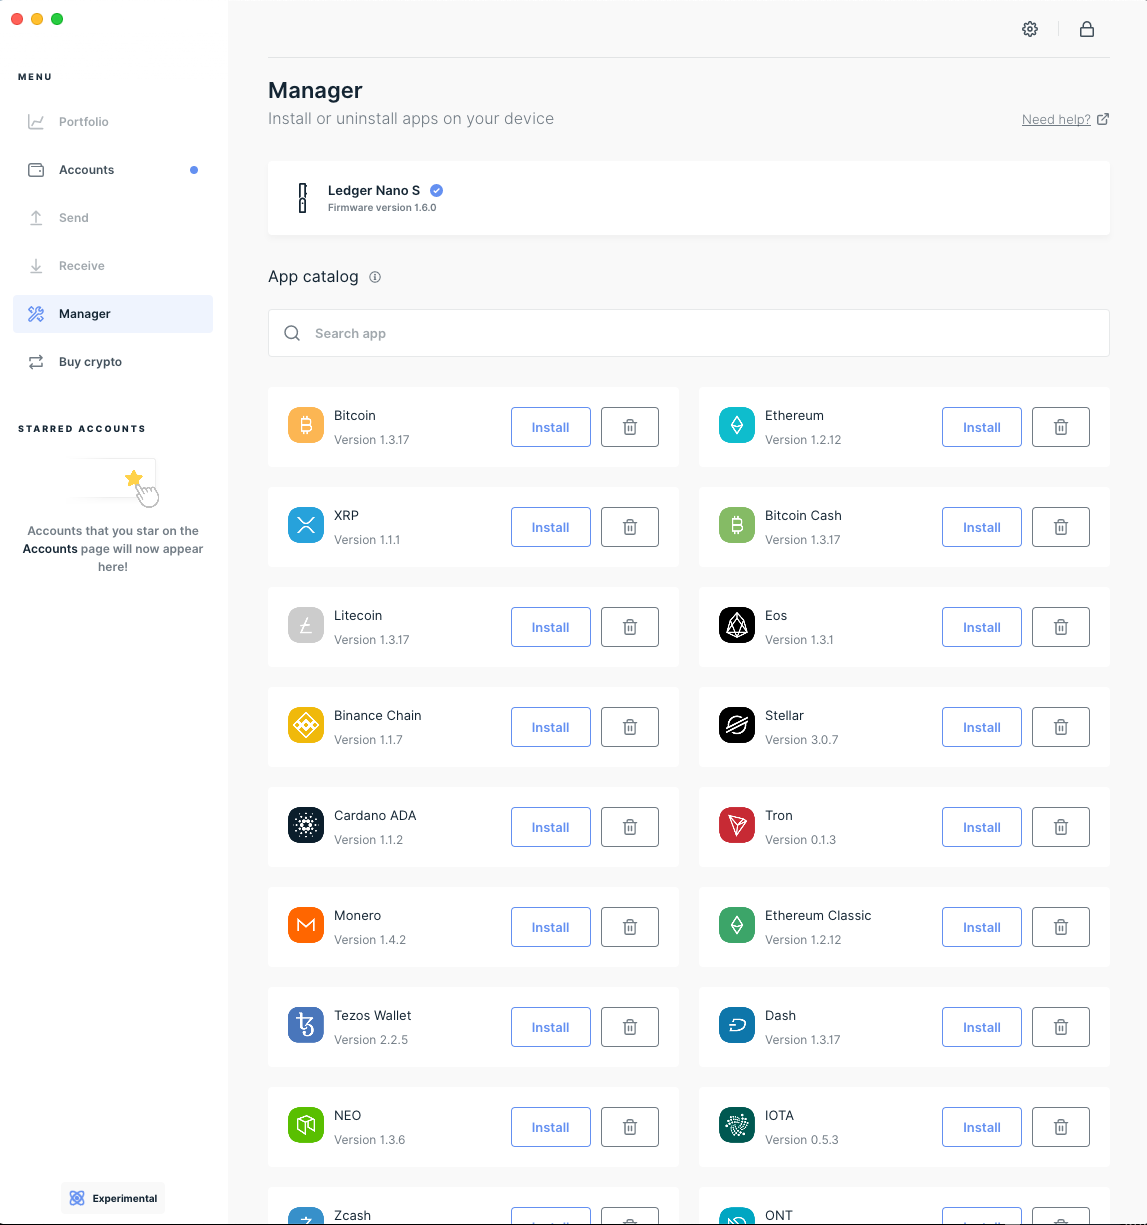 MENU
Portfolio
Accounts
Send
Receive
Manager
Buy crypto
STARRED ACCOUNTS
Accounts that you star on the
Accounts page will now appear
here!
Experimental
Manager
Install or uninstall apps on your device
Need help?
Ledger Nano S
Firmware version 1.6.0
App catalog
Search app
Bitcoin
Version 1.3.17
Install
Ethereum
Version 1.2.12
Install
XRP
Version 1.1.1
Install
Bitcoin Cash
Version 1.3.17
Install
Litecoin
Version 1.3.17
Install
Eos
Version 1.3.1
Install
Binance Chain
Version 1.1.7
Install
Stellar
Version 3.0.7
Install
Cardano ADA
Version 1.1.2
Install
Tron
Version 0.1.3
Install
Monero
Version 1.4.2
Install
Ethereum Classic
Version 1.2.12
Install
Tezos Wallet
Version 2.2.5
Install
Dash
Version 1.3.17
Install
NEO
Version 1.3.6
Install
IOTA
Version 0.5.3
Install
Zcash
Install
ONT
Install